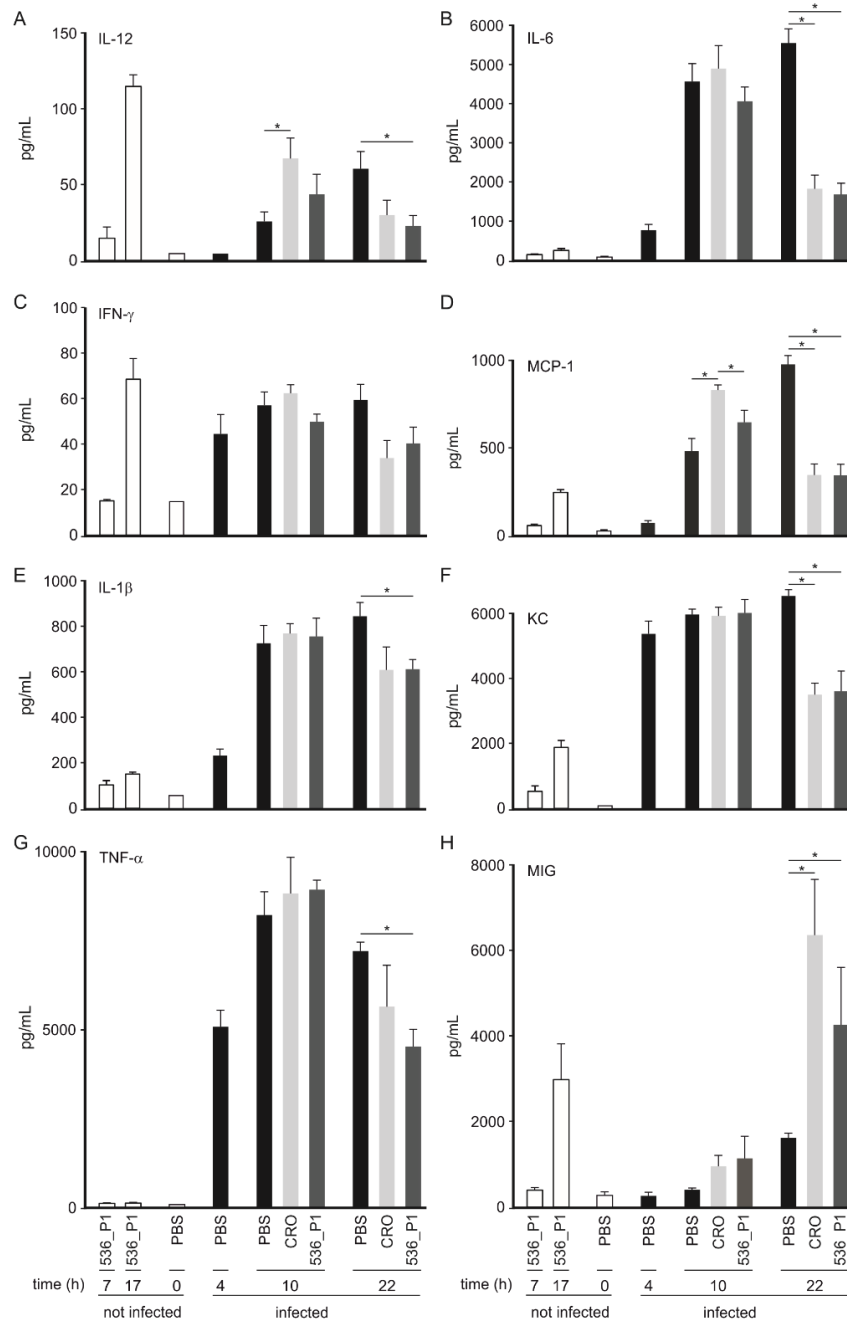 A
IL-12
pg/mL
150
100
50
0
*
*
B
IL-6
pg/mL
6000
5000
4000
3000
2000
1000
0
*
*
C
IFN-γ
pg/mL
100
80
60
40
20
0
D
MCP-1
pg/mL
1000
500
0
*
*
*
*
E
IL-1β
pg/mL
1000
800
600
400
200
0
*
F
KC
pg/mL
6000
4000
2000
0
*
*
G
TNF-α
pg/mL
10000
5000
0
*
H
MIG
pg/mL
8000
6000
4000
2000
0
*
*
536_P1 536_P1 PBS PBS PBS CRO 536_P1 PBS CRO 536_P1
time (h) 7 17 0 4 10 22
not infected infected
536_P1 536_P1 PBS PBS PBS CRO 536_P1 PBS CRO 536_P1
7 17 0 4 10 22
not infected infected